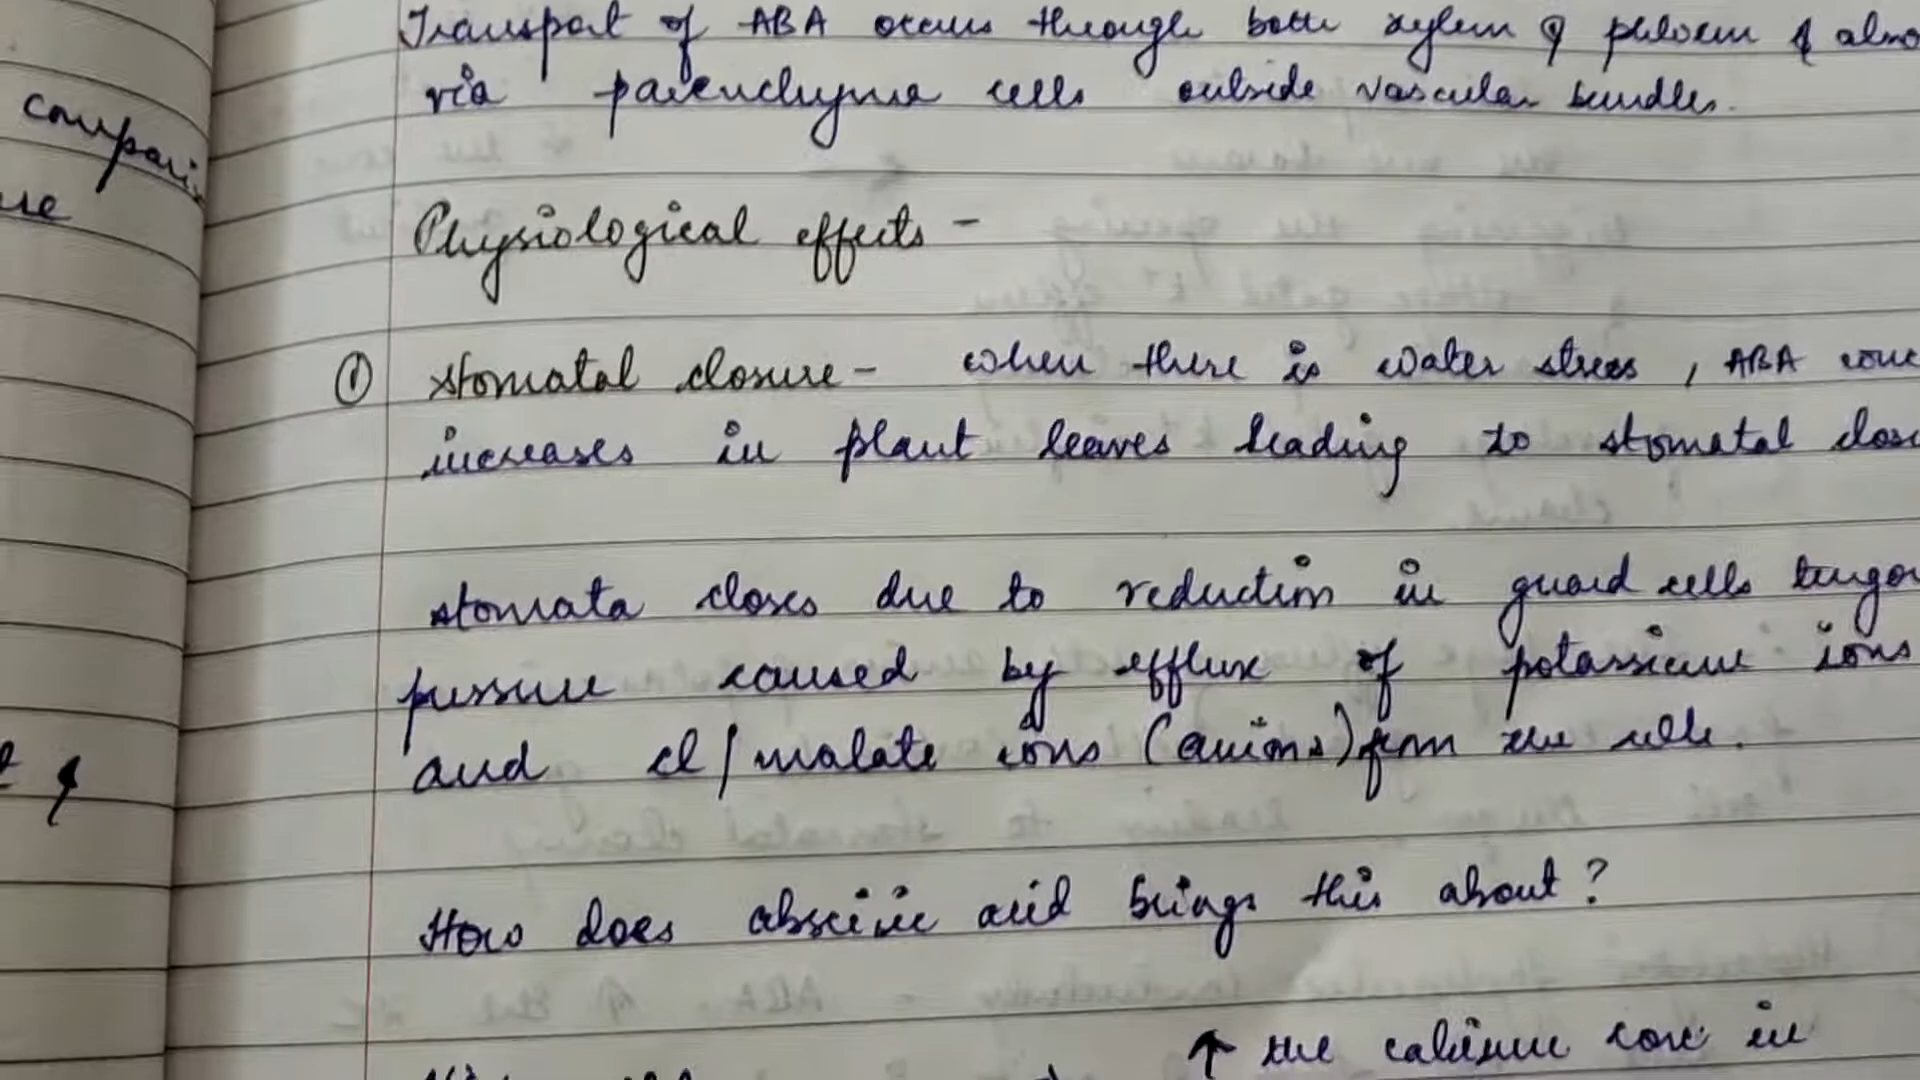 Transport of ABA occurs through both xylem & phloem & also
via parenchyma cells outside vascular bundles.
comparis
ue
Physiological effects -
① stomatal closure - when there is water stress, ABA conc
increases in plant leaves leading to stomatal clos
stomata closes due to reduction in guard cells turgo
pressure caused by efflux of potassium ions
and cl / malate ions (anions) from the cells.
&
How does abscisic acid brings this about?
↑ the calcium conc in